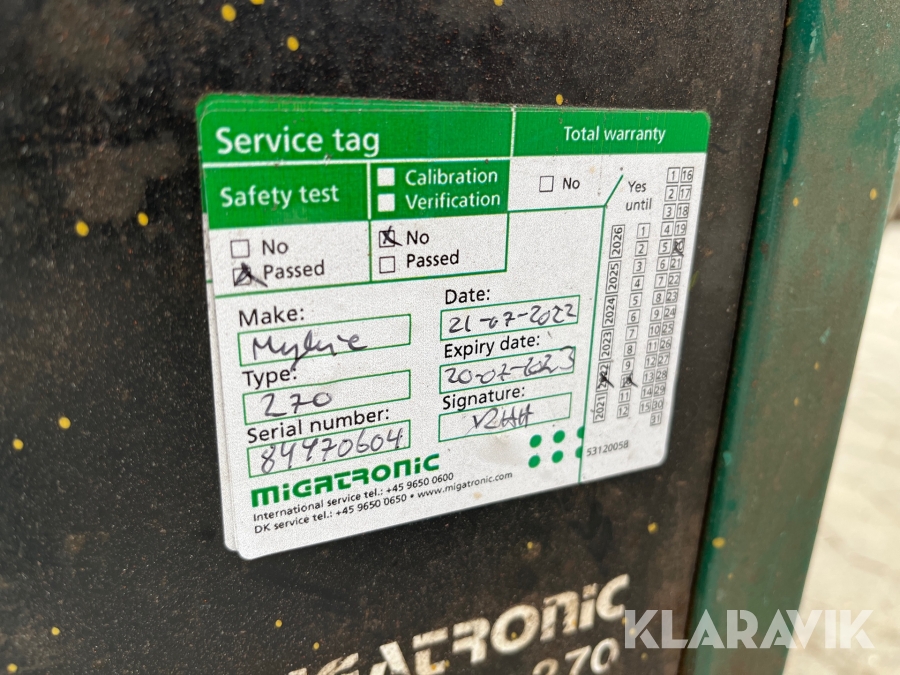 Service tag
Total warranty
Safety test
Calibration
Verification
No
Passed
No
Passed
No
Yes
until
2021 2022 2023 2024 2025 2026
1 2 3 4 5 6 7 8 9 10 11 12
1 2 3 4 5 6 7 8 9 10 11 12 13 14 15
16 17 18 19 20 21 22 23 24 25 26 27 28 29 30 31
Make:
Type:
270
Serial number:
84970604
Date:
21-07-2022
Expiry date:
20-07-2023
Signature:
MIGATRONIC
International service tel.: +45 9650 0600
DK service tel.: +45 9650 0650 • www.migatronic.com
5312005B
MIGATRONIC
270
KLARAVIK